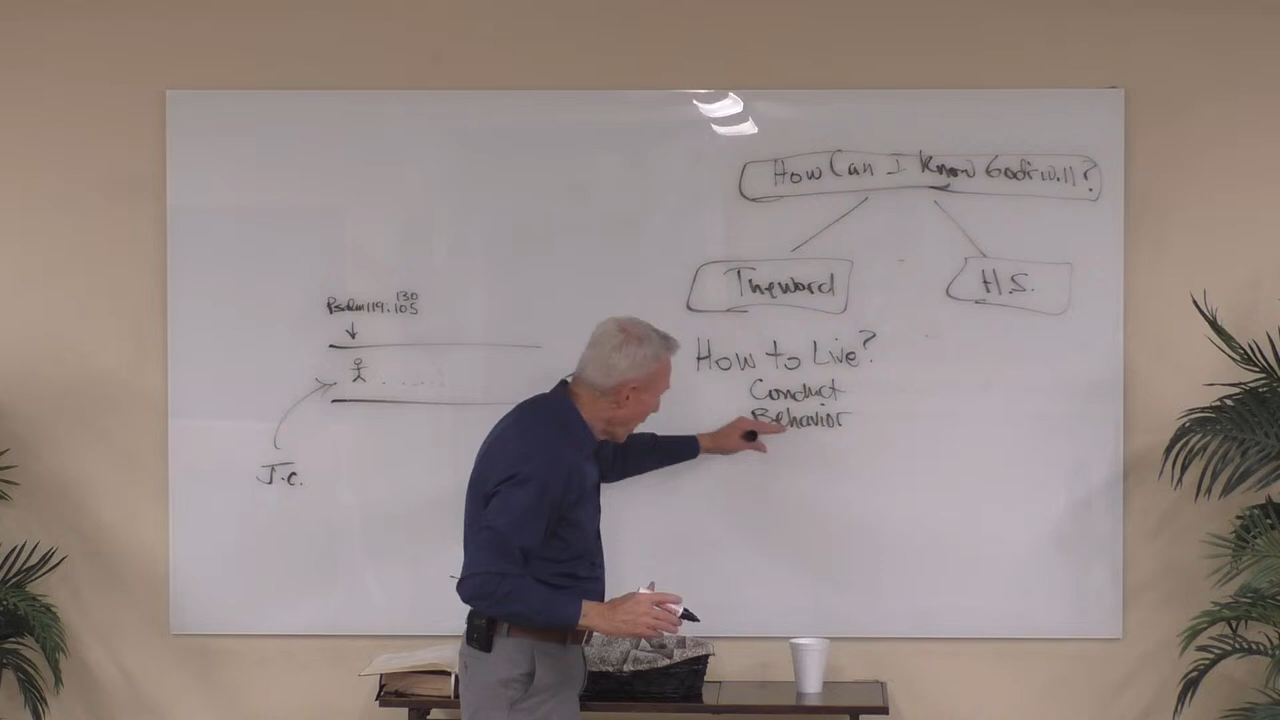 How Can I Know God's Will?
The Word
H.S.
130
Psalm 119:105
How to Live?
Conduct
Behavior
J.C.